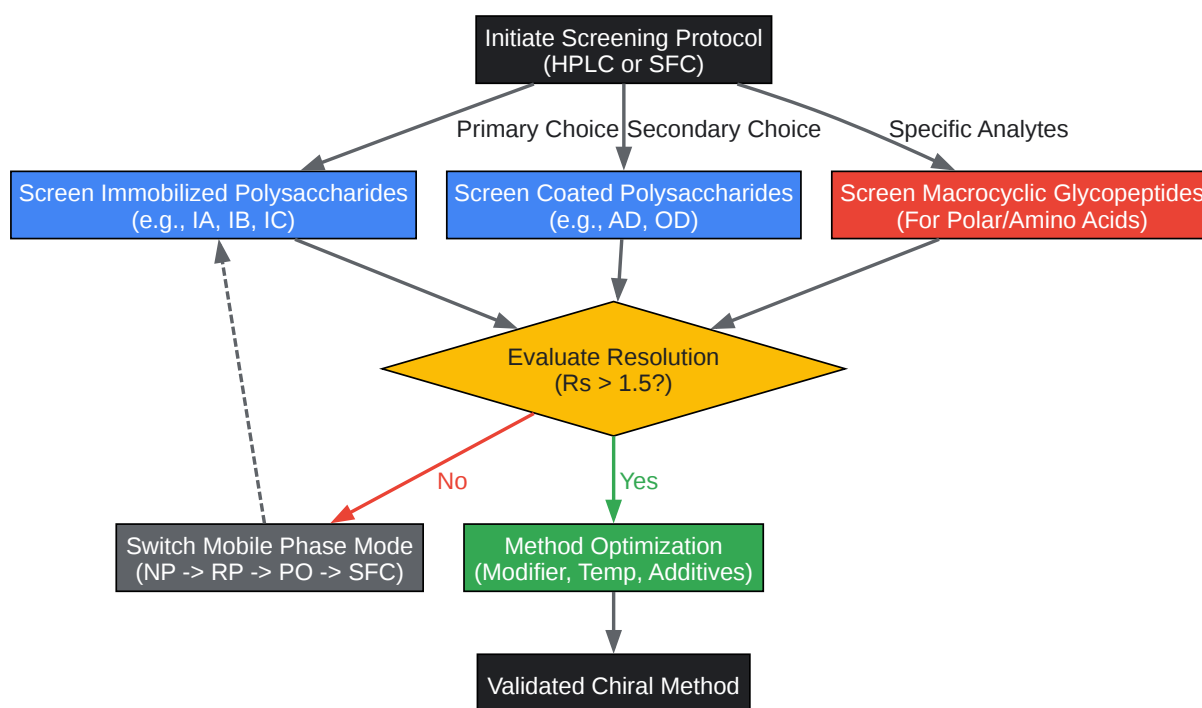 Initiate Screening Protocol
(HPLC or SFC)
Primary Choice
Secondary Choice
Specific Analytes
Screen Immobilized Polysaccharides
(e.g., IA, IB, IC)
Screen Coated Polysaccharides
(e.g., AD, OD)
Screen Macrocyclic Glycopeptides
(For Polar/Amino Acids)
Evaluate Resolution
(Rs > 1.5?)
No
Yes
Switch Mobile Phase Mode
(NP -> RP -> PO -> SFC)
Method Optimization
(Modifier, Temp, Additives)
Validated Chiral Method